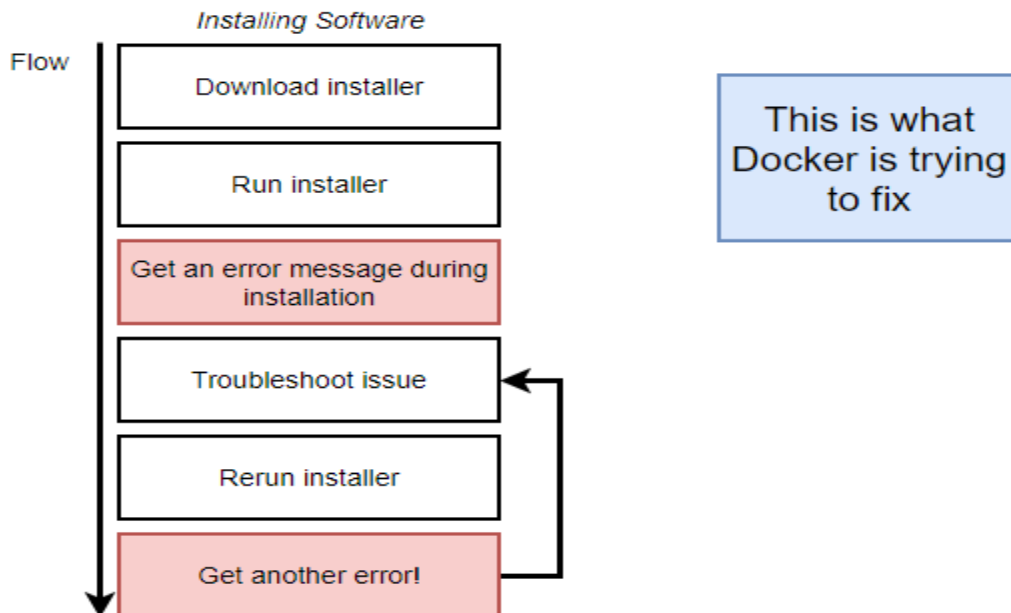 Installing Software
Flow
Download installer
Run installer
Get an error message during
installation
Troubleshoot issue
Rerun installer
Get another error!
This is what
Docker is trying
to fix